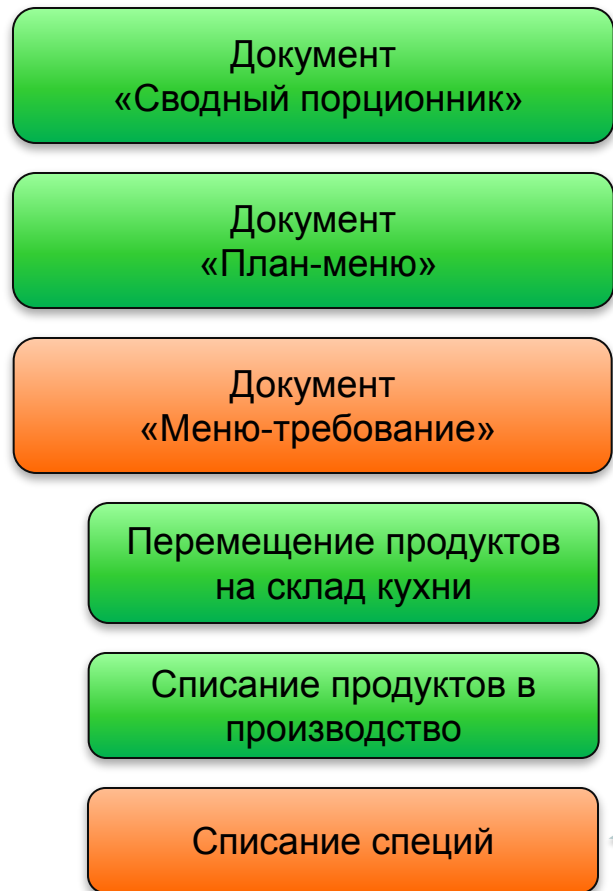 Документ
«Сводный порционник»
Документ
«План-меню»
Документ
«Меню-требование»
Перемещение продуктов
на склад кухни
Списание продуктов в
производство
Списание специй